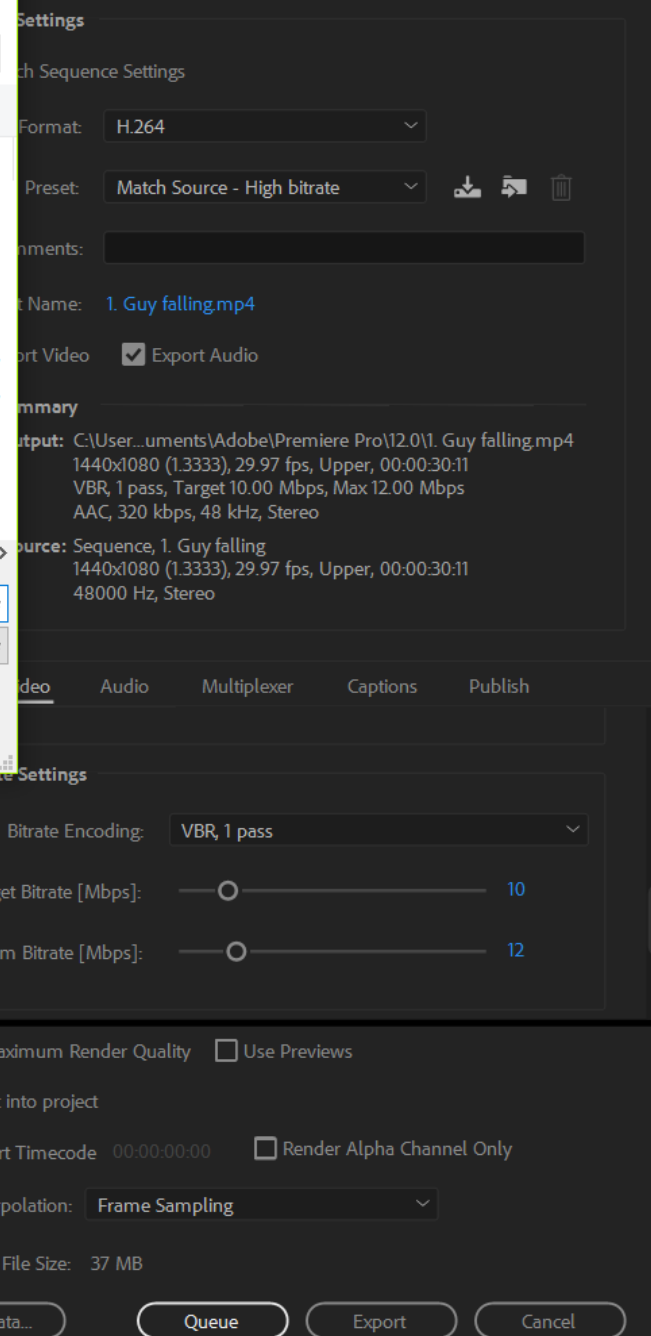 Settings
ch Sequence Settings
Format: H.264
Preset: Match Source - High bitrate
mments:
t Name: 1. Guy falling.mp4
ort Video Export Audio
mmary
utput: C:\User...uments\Adobe\Premiere Pro\12.0\1. Guy falling.mp4
1440x1080 (1.3333), 29.97 fps, Upper, 00:00:30:11
VBR, 1 pass, Target 10.00 Mbps, Max 12.00 Mbps
AAC, 320 kbps, 48 kHz, Stereo
ource: Sequence, 1. Guy falling
1440x1080 (1.3333), 29.97 fps, Upper, 00:00:30:11
48000 Hz, Stereo
ideo Audio Multiplexer Captions Publish
e Settings
Bitrate Encoding: VBR, 1 pass
get Bitrate [Mbps]: 10
m Bitrate [Mbps]: 12
aximum Render Quality Use Previews
t into project
rt Timecode 00:00:00:00 Render Alpha Channel Only
rpolation: Frame Sampling
File Size: 37 MB
ata... Queue Export Cancel